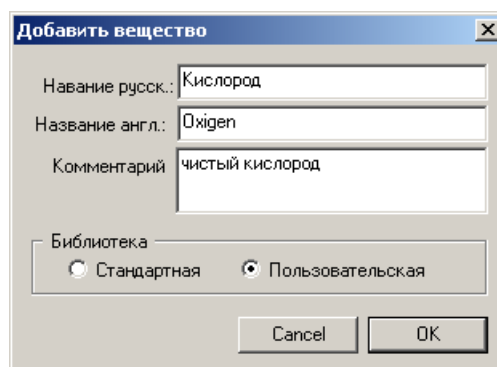 Добавить вещество
Навание русск.: Кислород
Название англ.: Oxigen
Комментарий чистый кислород
Библиотека
Стандартная Пользовательская
Cancel OK